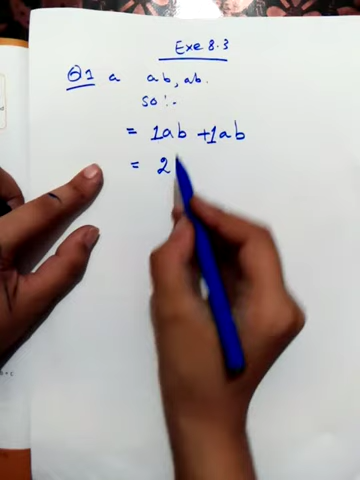 Exe 8.3
Q1 a ab, ab.
So:-
= 1ab + 1ab
= 2